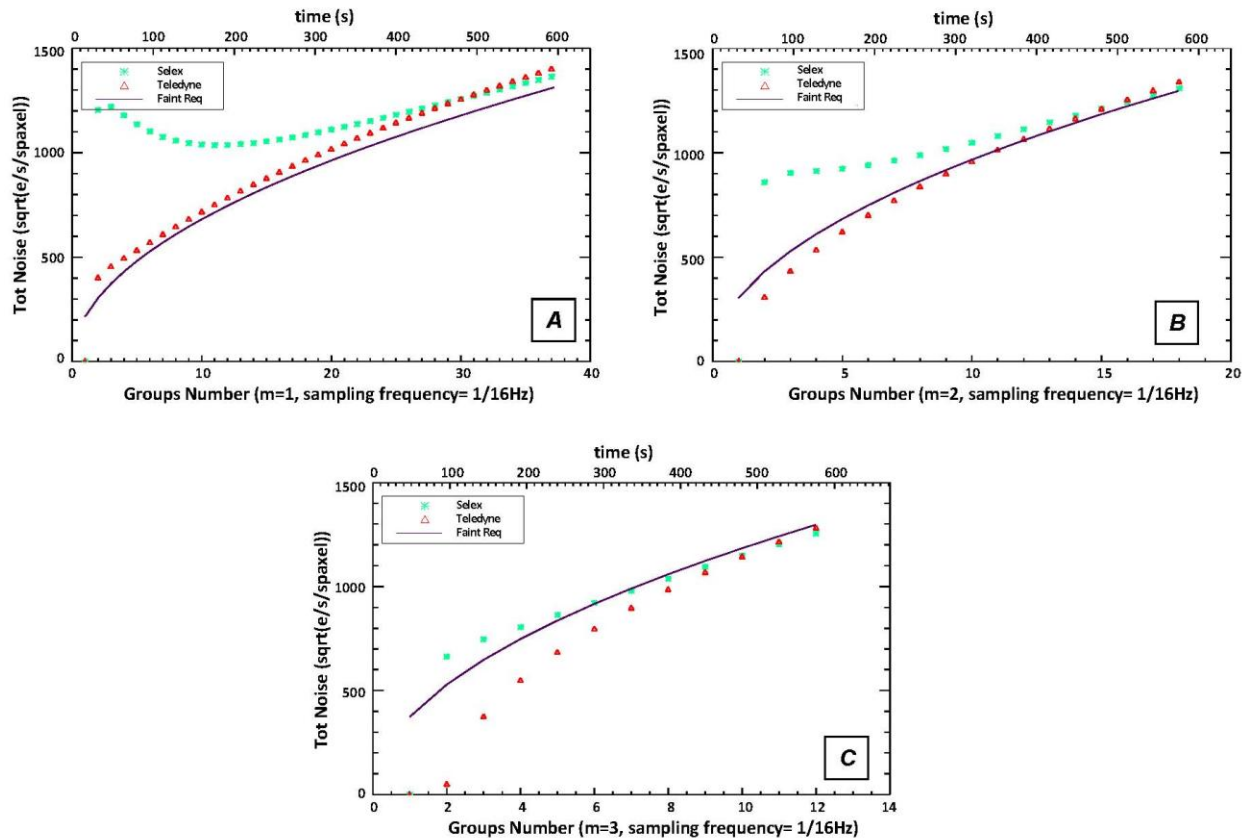 time (s)
0 100 200 300 400 500 600
1500
1000
500
0
Selex
Teledyne
Faint Req
Tot Noise (sqrt(e/s/spaxel))
A
0 10 20 30 40
Groups Number (m=1, sampling frequency= 1/16Hz)
time (s)
0 100 200 300 400 500 600
1500
1000
500
0
Selex
Teledyne
Faint Req
Tot Noise (sqrt(e/s/spaxel))
B
0 5 10 15 20
Groups Number (m=2, sampling frequency= 1/16Hz)
time (s)
0 100 200 300 400 500 600
1500
1000
500
0
Selex
Teledyne
Faint Req
Tot Noise (sqrt(e/s/spaxel))
C
0 2 4 6 8 10 12 14
Groups Number (m=3, sampling frequency= 1/16Hz)